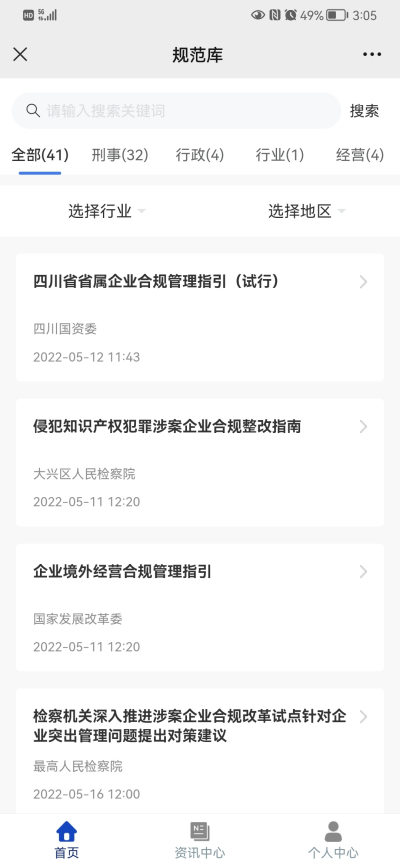 HD 5G 49% 3:05
规范库
请输入搜索关键词 搜索
全部(41) 刑事(32) 行政(4) 行业(1) 经营(4)
选择行业 选择地区
四川省省属企业合规管理指引（试行）
四川国资委
2022-05-12 11:43
侵犯知识产权犯罪涉案企业合规整改指南
大兴区人民检察院
2022-05-11 12:20
企业境外经营合规管理指引
国家发展改革委
2022-05-11 12:20
检察机关深入推进涉案企业合规改革试点针对企
业突出管理问题提出对策建议
最高人民检察院
2022-05-16 12:00
首页 资讯中心 个人中心